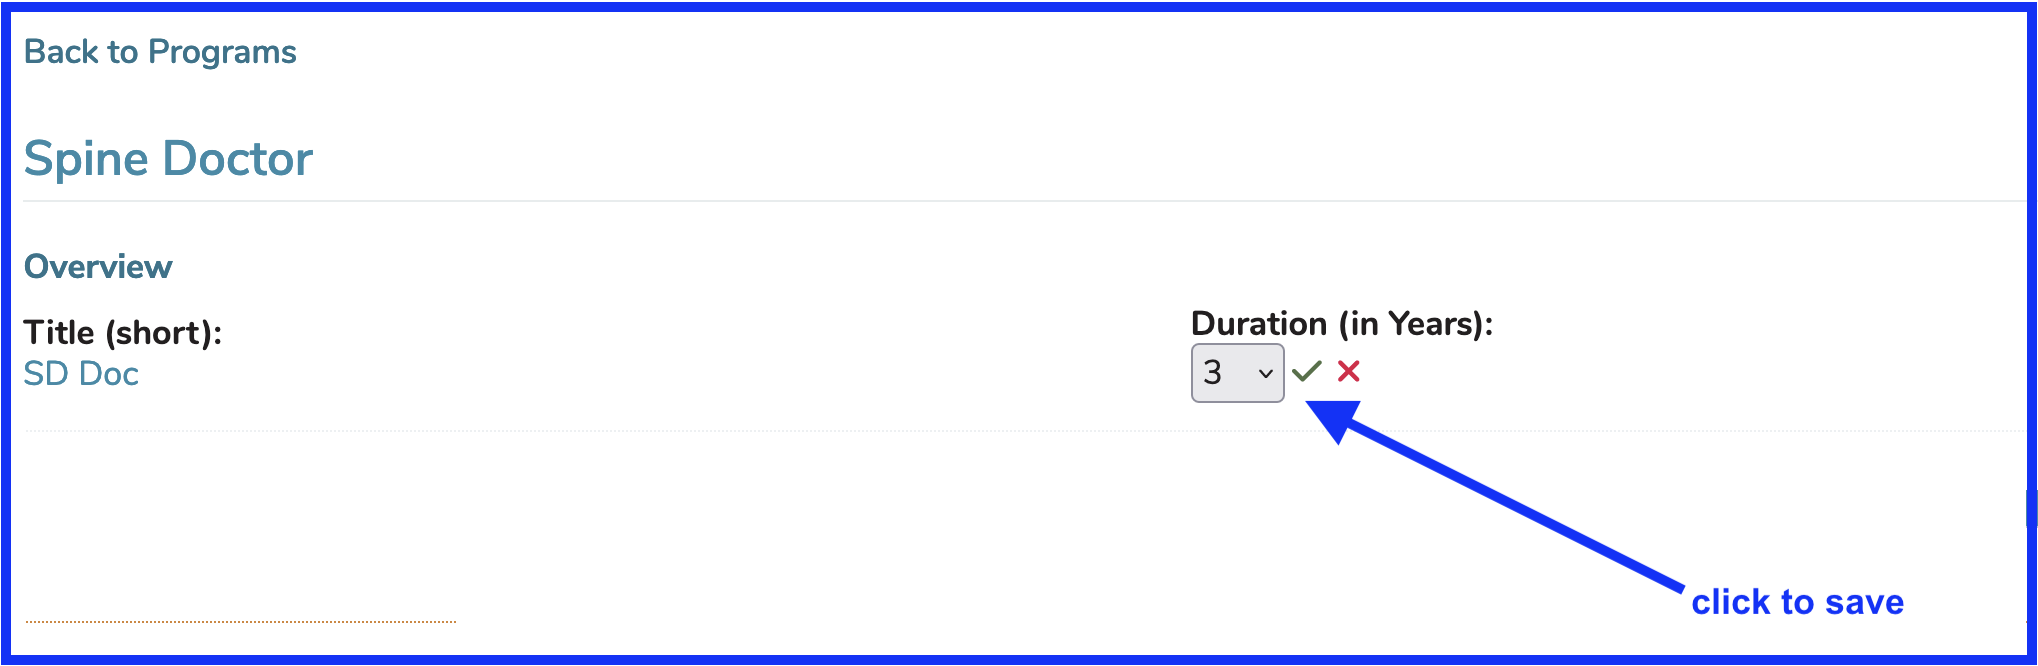 Back to Programs
Spine Doctor
Overview
Title (short):
SD Doc
Duration (in Years):
3
click to save